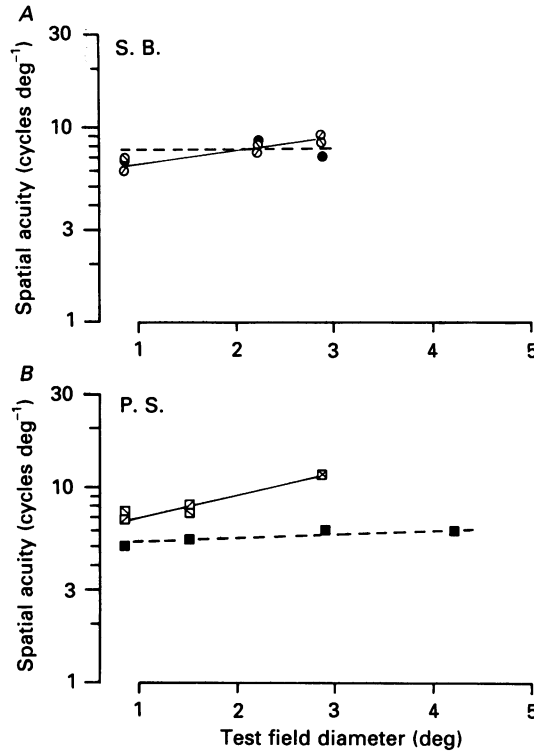 A
S. B.
Spatial acuity (cycles deg⁻¹)
30
10
3
1
1 2 3 4 5
B
P. S.
Spatial acuity (cycles deg⁻¹)
30
10
3
1
1 2 3 4 5
Test field diameter (deg)